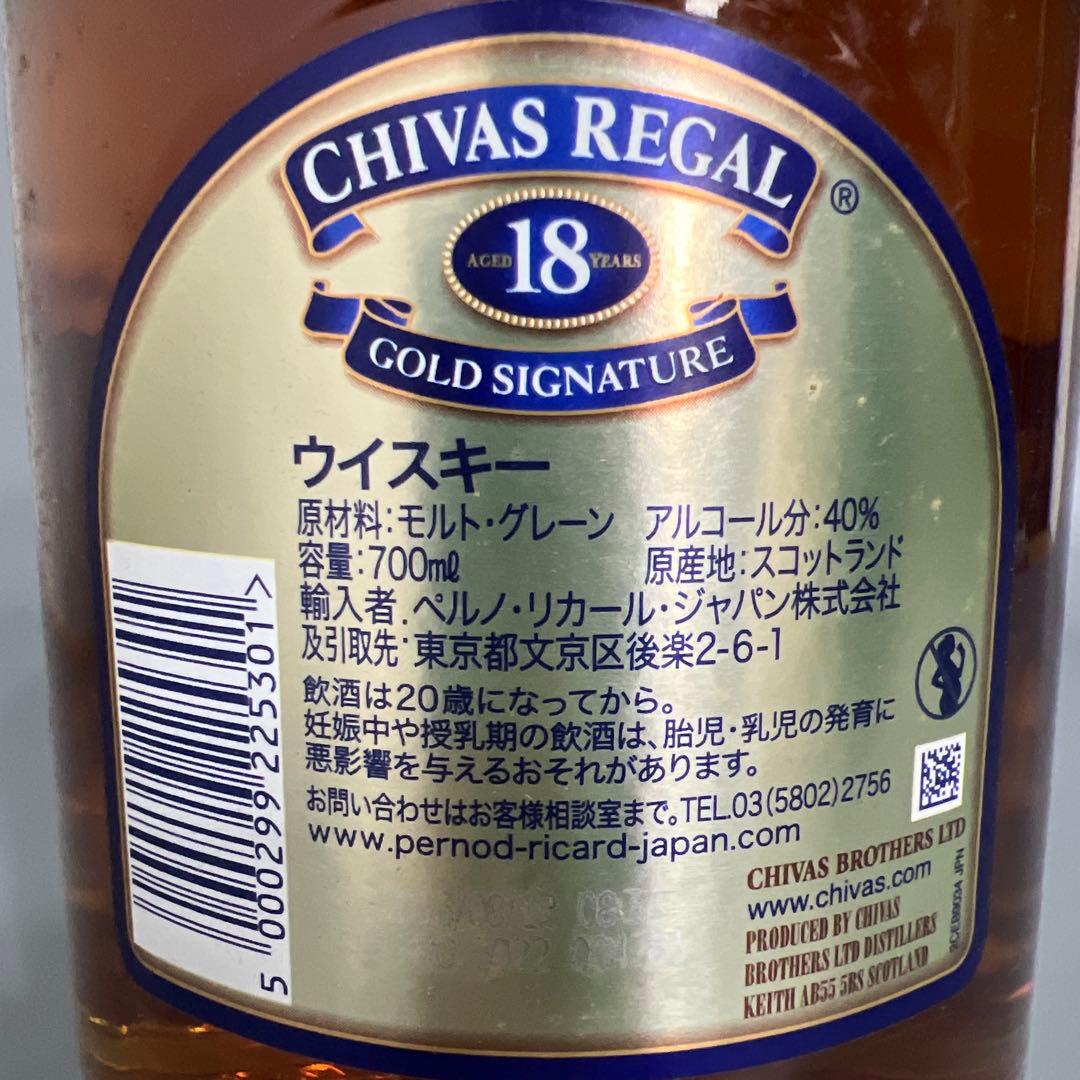 CHIVAS REGAL ®
AGED 18 YEARS
GOLD SIGNATURE
ウイスキー
原材料:モルト・グレーン アルコール分:40%
容量:700mℓ 原産地:スコットランド
輸入者 ペルノ・リカール・ジャパン株式会社
及引取先:東京都文京区後楽2-6-1
飲酒は20歳になってから。
妊娠中や授乳期の飲酒は、胎児・乳児の発育に
悪影響を与えるおそれがあります。
お問い合わせはお客様相談室まで。TEL.03(5802)2756
www.pernod-ricard-japan.com
CHIVAS BROTHERS LTD
www.chivas.com
PRODUCED BY CHIVAS
BROTHERS LTD DISTILLERS
KEITH AB55 5BS SCOTLAND
JPN
5 000299 225301 >